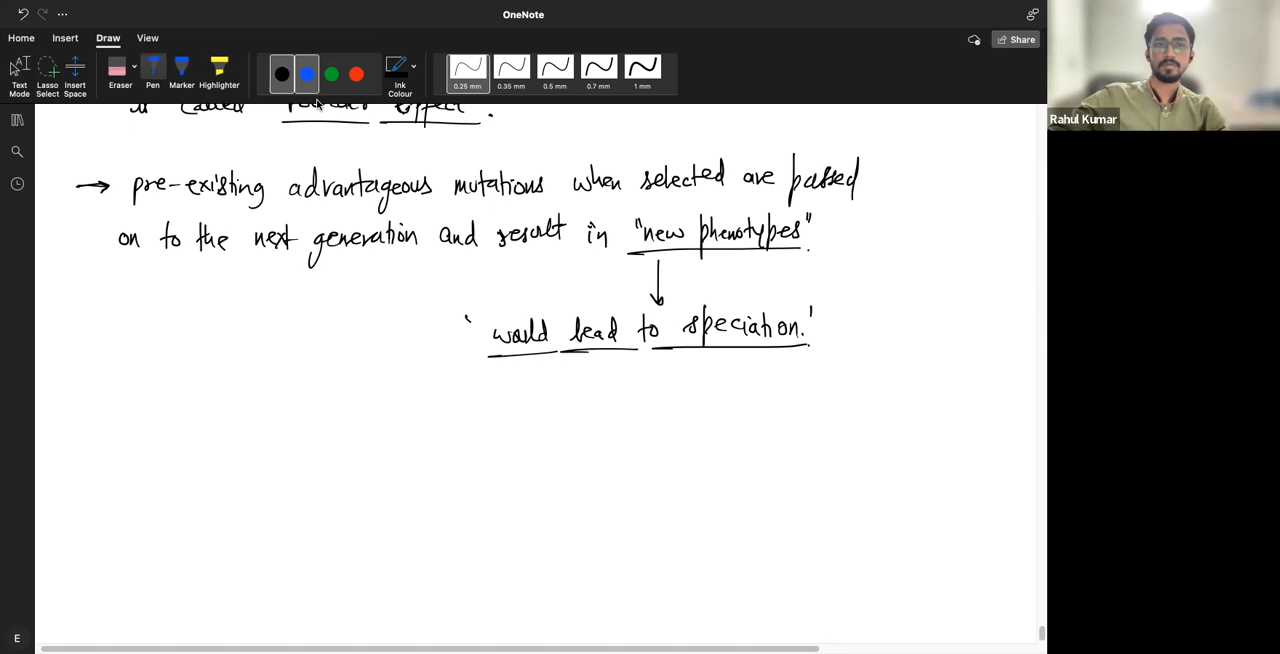 OneNote
Home Insert Draw View
Share
Text Mode
Lasso Select
Insert Space
Eraser
Pen
Marker
Highlighter
Ink Colour
0.25 mm 0.35 mm 0.5 mm 0.7 mm 1 mm
Rahul Kumar
called effect.
→ pre-existing advantageous mutations when selected are passed
on to the next generation and result in "new phenotypes".
' would lead to speciation.'
E